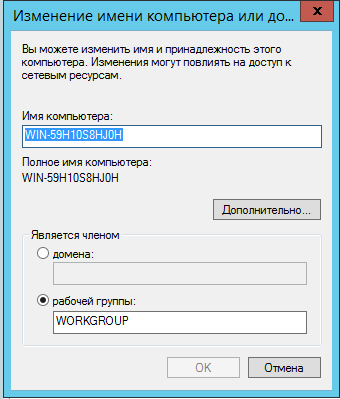 Изменение имени компьютера или до...
x
Вы можете изменить имя и принадлежность этого
компьютера. Изменения могут повлиять на доступ к
сетевым ресурсам.
Имя компьютера:
WIN-59H10S8HJ0H
Полное имя компьютера:
WIN-59H10S8HJ0H
Дополнительно...
Является членом
домена:
рабочей группы:
WORKGROUP
OK
Отмена